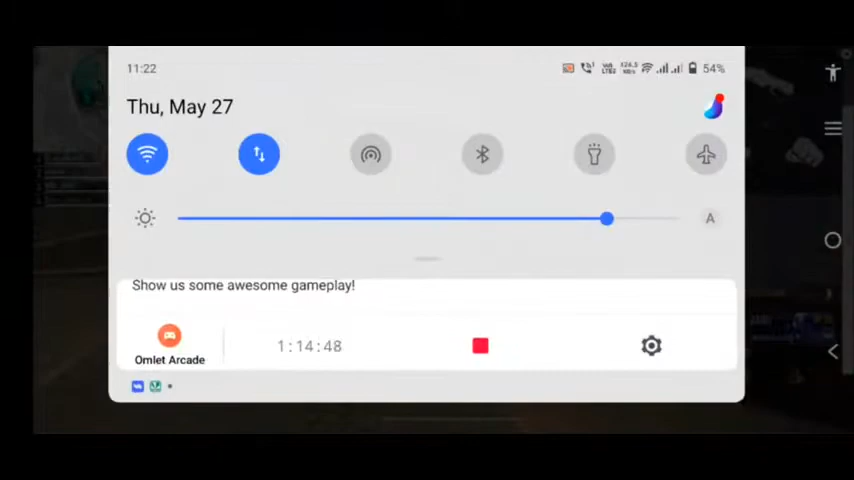 11:22
54%
Thu, May 27
A
Show us some awesome gameplay!
1:14:48
Omlet Arcade